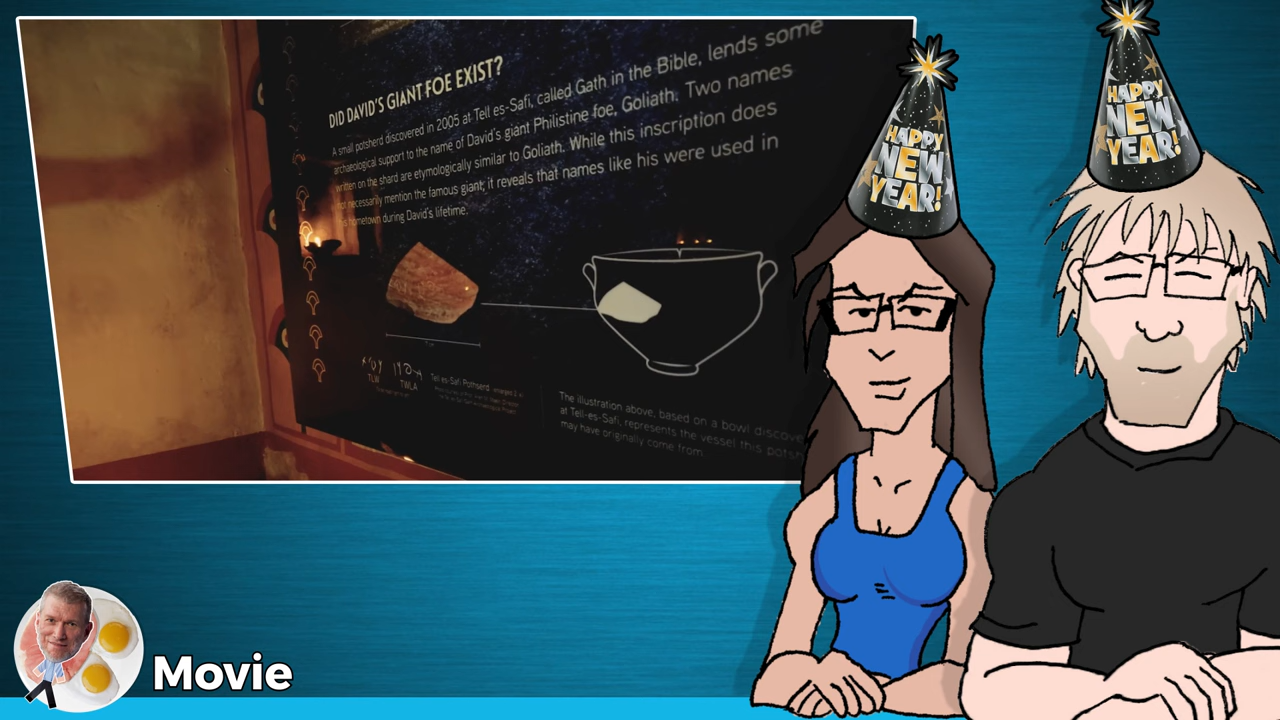 DID DAVID'S GIANT FOE EXIST?
A small potsherd discovered in 2005 at Tell es-Safi, called Gath in the Bible, lends some
archaeological support to the name of David's giant Philistine foe, Goliath. Two names
written on the shard are etymologically similar to Goliath. While this inscription does
not necessarily mention the famous giant, it reveals that names like his were used in
his hometown during David's lifetime.
TLW TWLA
Tell es-Safi Potsherd
The illustration above, based on a bowl discove
at Tell-es-Safi, represents the vessel this potsh
may have originally come from.
HAPPY
NEW
YEAR!
HAPPY
NEW
YEAR!
Movie